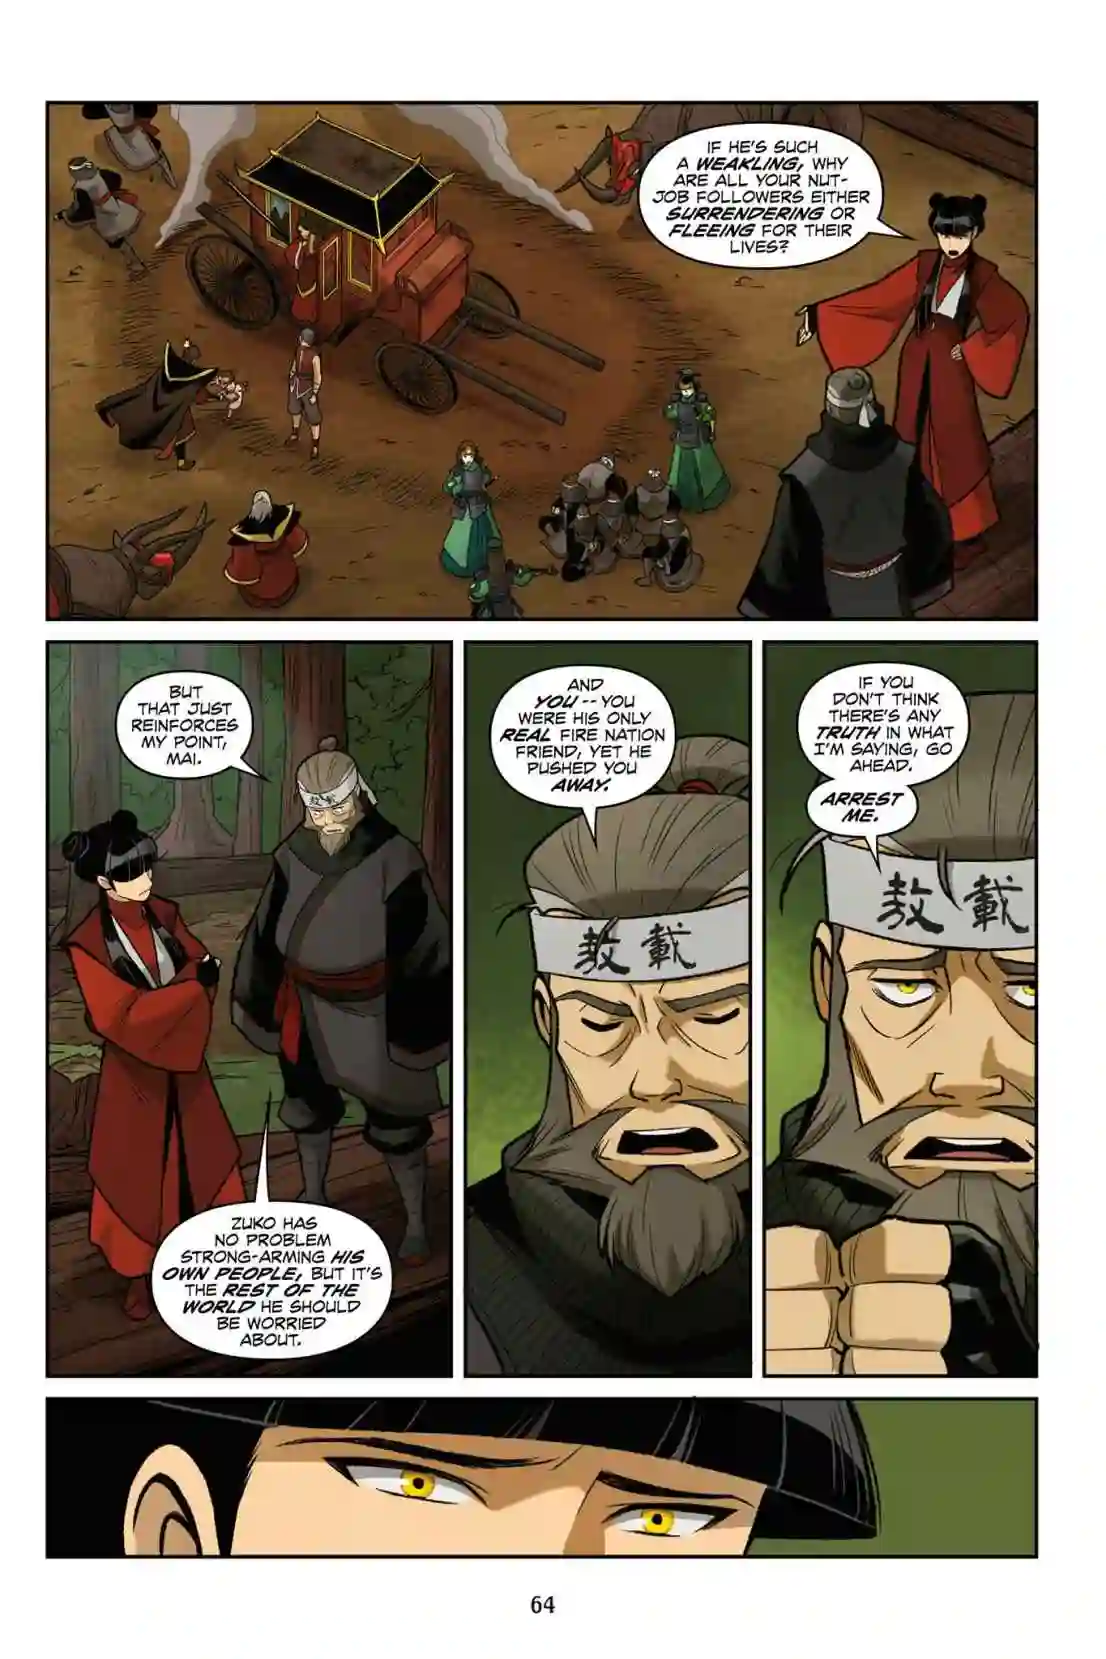 IF HE'S SUCH
A WEAKLING, WHY
ARE ALL YOUR NUT-
JOB FOLLOWERS EITHER
SURRENDERING OR
FLEEING FOR THEIR
LIVES?
BUT
THAT JUST
REINFORCES
MY POINT,
MAI.
ZUKO HAS
NO PROBLEM
STRONG-ARMING HIS
OWN PEOPLE, BUT IT'S
THE REST OF THE
WORLD HE SHOULD
BE WORRIED
ABOUT.
AND
YOU -- YOU
WERE HIS ONLY
REAL FIRE NATION
FRIEND, YET HE
PUSHED YOU
AWAY.
IF YOU
DON'T THINK
THERE'S ANY
TRUTH IN WHAT
I'M SAYING, GO
AHEAD.
ARREST
ME.
64